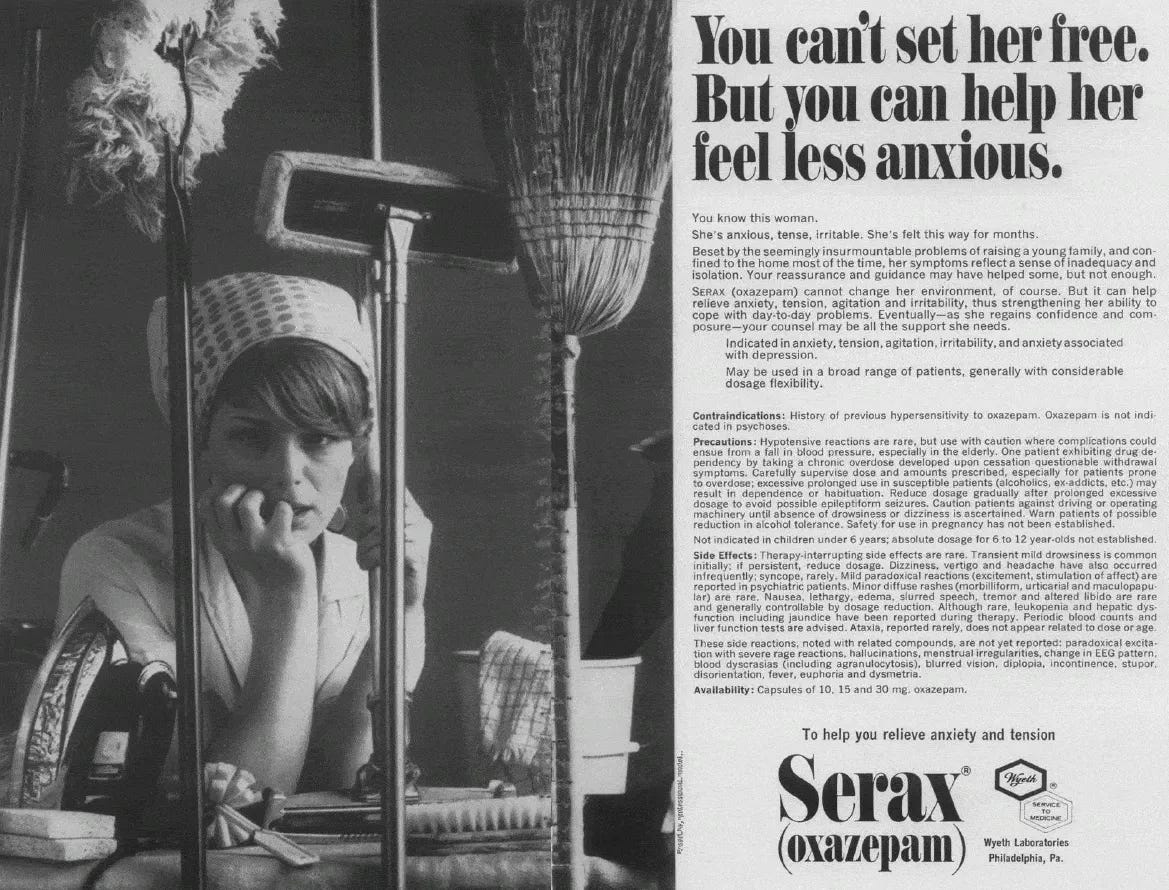 You can't set her free.
But you can help her
feel less anxious.
You know this woman.
She's anxious, tense, irritable. She's felt this way for months.
Beset by the seemingly insurmountable problems of raising a young family, and con-
fined to the home most of the time, her symptoms reflect a sense of inadequacy and
isolation. Your reassurance and guidance may have helped some, but not enough.
SERAX (oxazepam) cannot change her environment, of course. But it can help
relieve anxiety, tension, agitation and irritability, thus strengthening her ability to
cope with day-to-day problems. Eventually—as she regains confidence and com-
posure—your counsel may be all the support she needs.
Indicated in anxiety, tension, agitation, irritability, and anxiety associated
with depression.
May be used in a broad range of patients, generally with considerable
dosage flexibility.
Contraindications: History of previous hypersensitivity to oxazepam. Oxazepam is not indi-
cated in psychoses.
Precautions: Hypotensive reactions are rare, but use with caution where complications could
ensue from a fall in blood pressure, especially in the elderly. One patient exhibiting drug de-
pendency by taking a chronic overdose developed upon cessation questionable withdrawal
symptoms. Carefully supervise dose and amounts prescribed, especially for patients prone
to overdose; excessive prolonged use in susceptible patients (alcoholics, ex-addicts, etc.) may
result in dependence or habituation. Reduce dosage gradually after prolonged excessive
dosage to avoid possible epileptiform seizures. Caution patients against driving or operating
machinery until absence of drowsiness or dizziness is ascertained. Warn patients of possible
reduction in alcohol tolerance. Safety for use in pregnancy has not been established.
Not indicated in children under 6 years; absolute dosage for 6 to 12 year-olds not established.
Side Effects: Therapy-interrupting side effects are rare. Transient mild drowsiness is common
initially; if persistent, reduce dosage. Dizziness, vertigo and headache have also occurred
infrequently; syncope, rarely. Mild paradoxical reactions (excitement, stimulation of affect) are
reported in psychiatric patients. Minor diffuse rashes (morbilliform, urticarial and maculopapu-
lar) are rare. Nausea, lethargy, edema, slurred speech, tremor and altered libido are rare
and generally controllable by dosage reduction. Although rare, leukopenia and hepatic dys-
function including jaundice have been reported during therapy. Periodic blood counts and
liver function tests are advised. Ataxia, reported rarely, does not appear related to dose or age.
These side reactions, noted with related compounds, are not yet reported: paradoxical excita-
tion with severe rage reactions, hallucinations, menstrual irregularities, change in EEG pattern,
blood dyscrasias (including agranulocytosis), blurred vision, diplopia, incontinence, stupor,
disorientation, fever, euphoria and dysmetria.
Availability: Capsules of 10, 15 and 30 mg. oxazepam.
To help you relieve anxiety and tension
Serax®
(oxazepam)
Wyeth®
SERVICE
TO
MEDICINE
Wyeth Laboratories
Philadelphia, Pa.